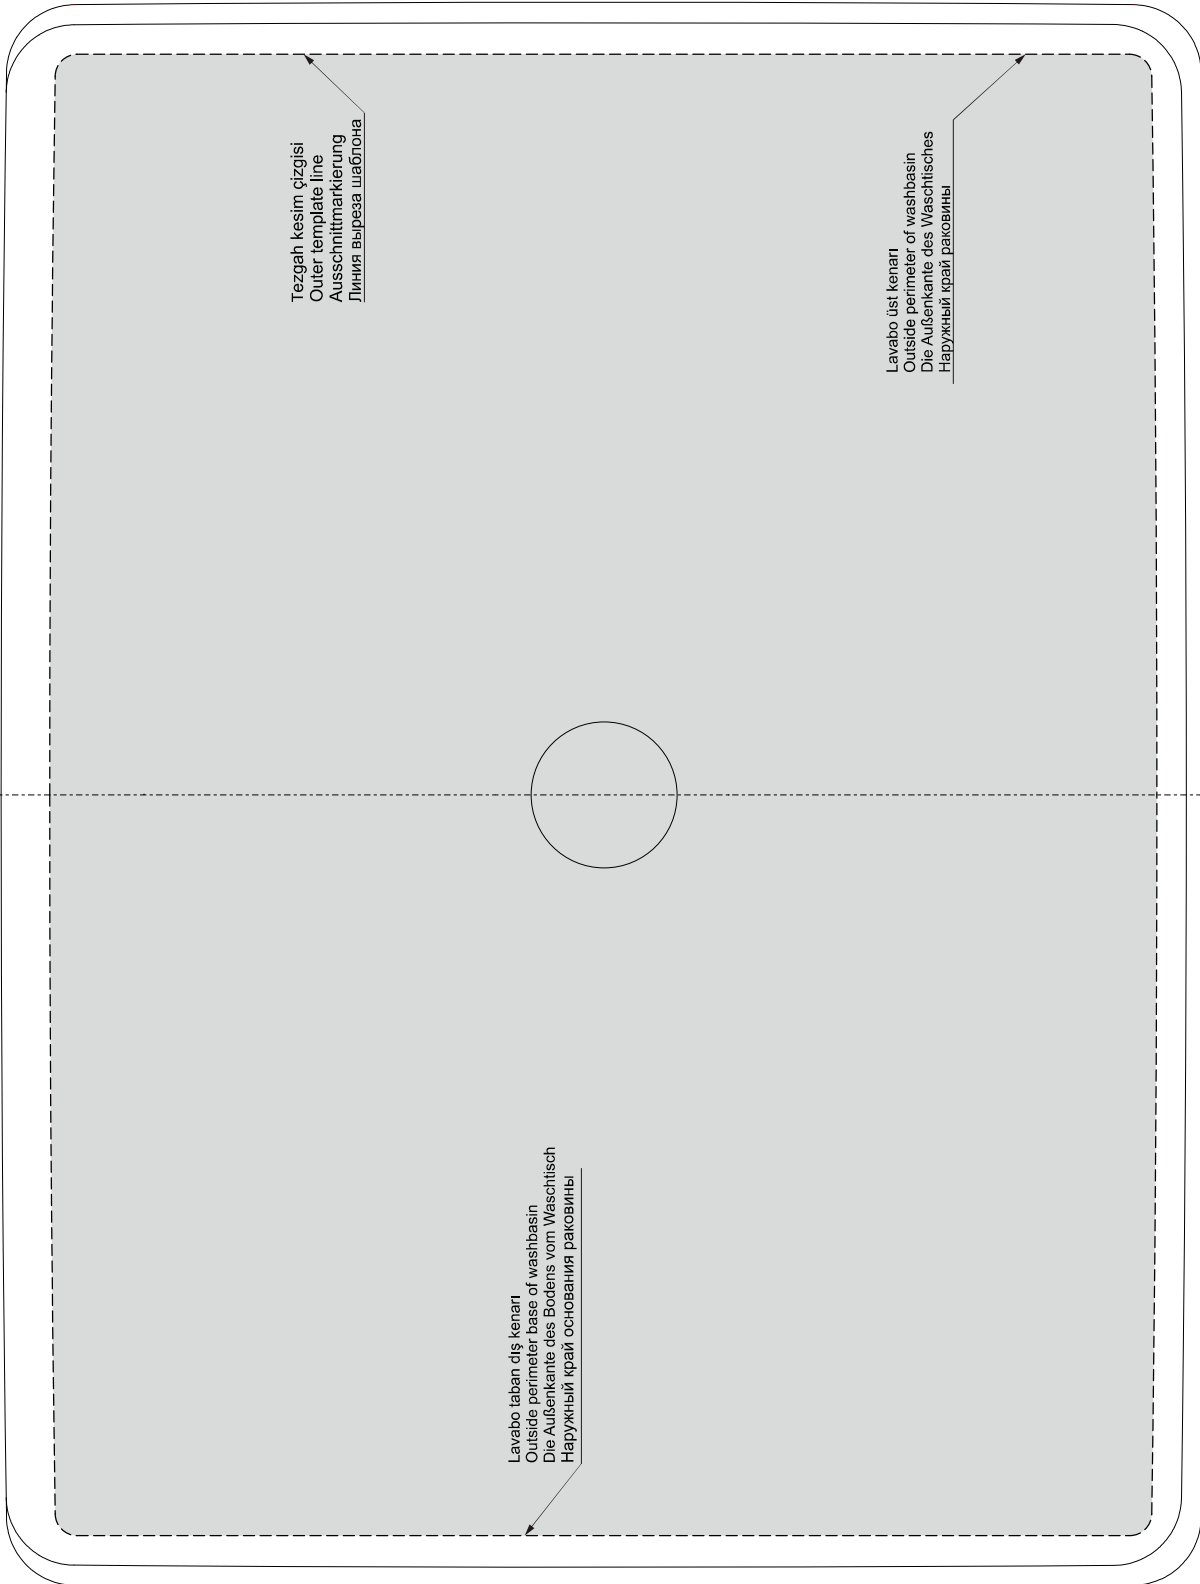 Tezgah kesim çizgisi
Outer template line
Ausschnittmarkierung
Линия выреза шаблона
Lavabo üst kenarı
Outside perimeter of washbasin
Die Außenkante des Waschtisches
Наружный край раковины
Lavabo taban dış kenarı
Outside perimeter base of washbasin
Die Außenkante des Bodens vom Waschtisch
Наружный край основания раковины